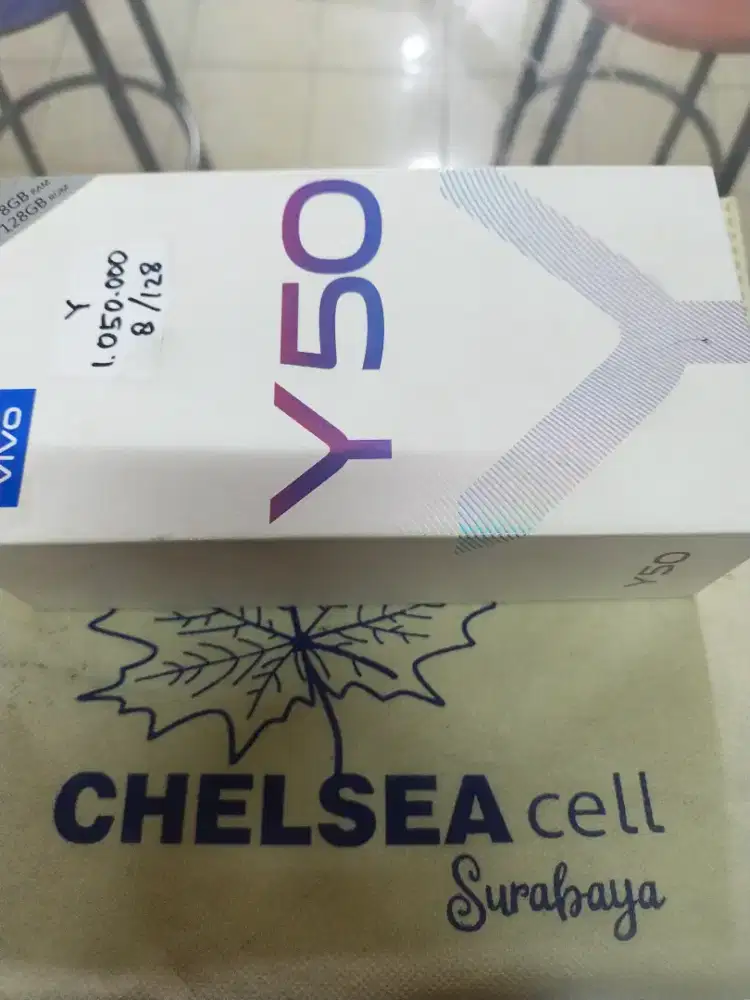 8GB RAM
128GB ROM
Y
1.050.000
8/128
vivo
Y50
Y50
CHELSEA cell
Surabaya